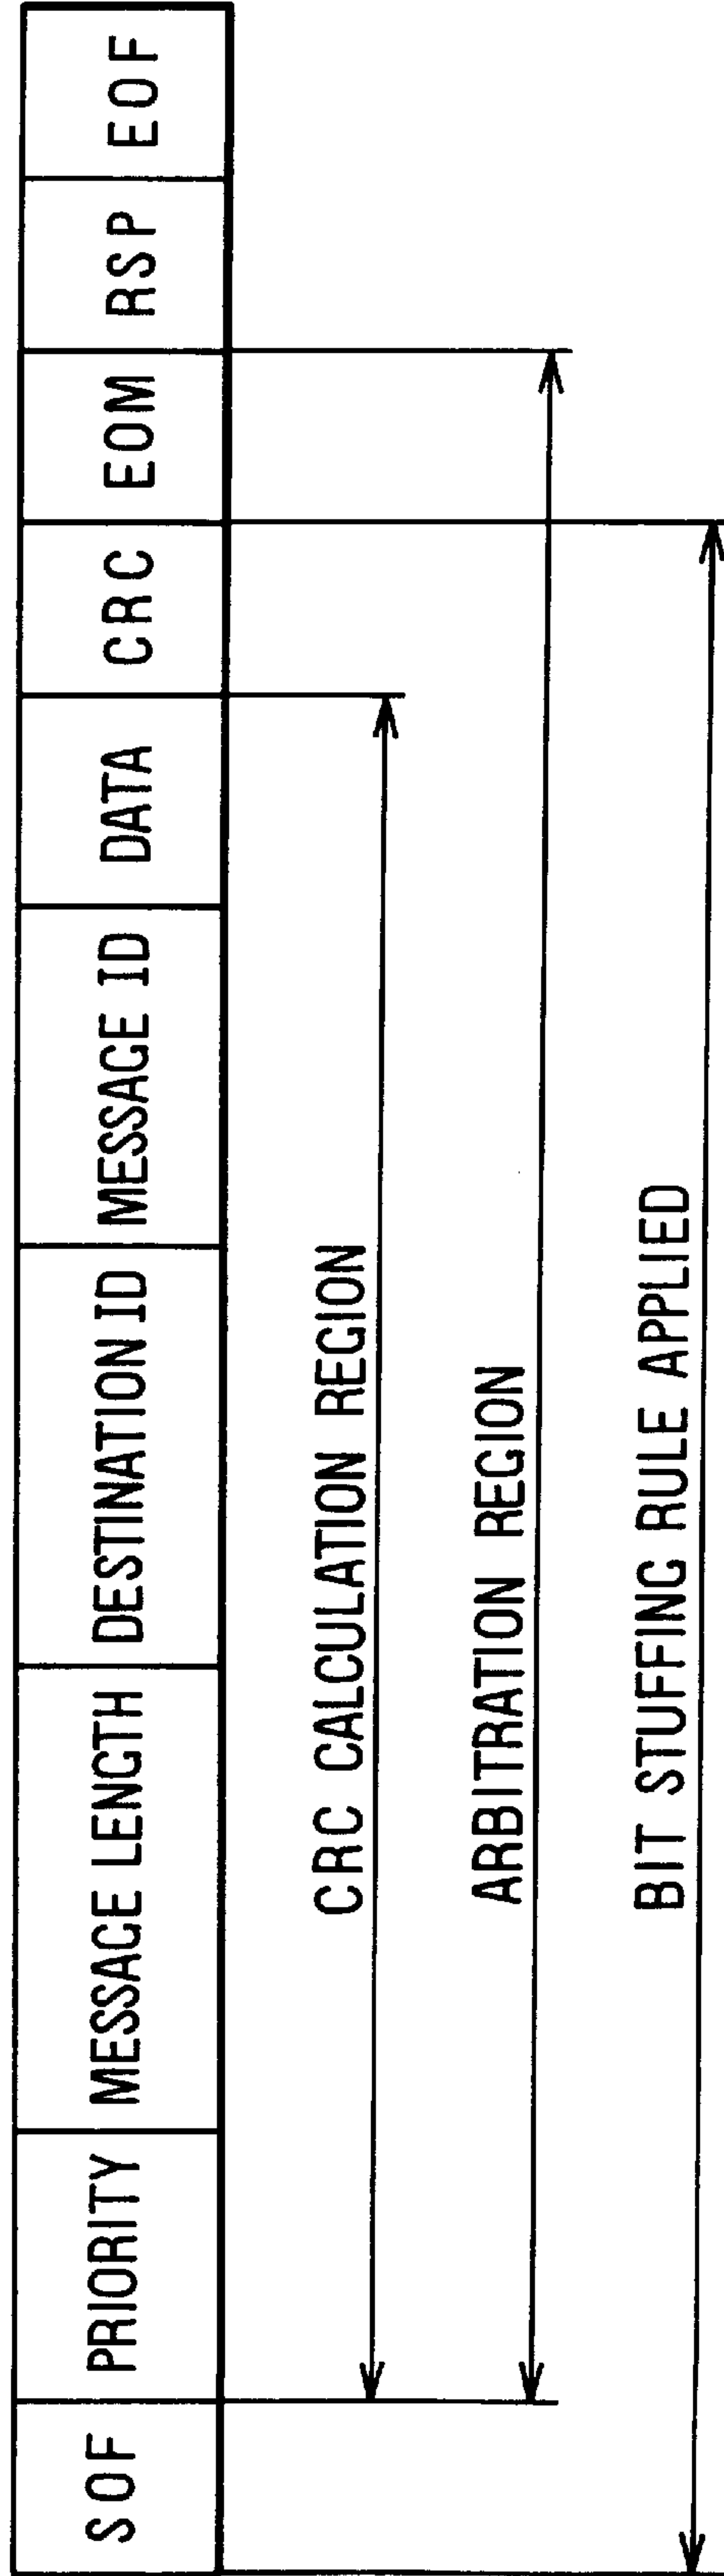 SOF
PRIORITY
MESSAGE LENGTH
DESTINATION ID
MESSAGE ID
DATA
CRC
EOM
RSP
EOF
CRC CALCULATION REGION
ARBITRATION REGION
BIT STUFFING RULE APPLIED